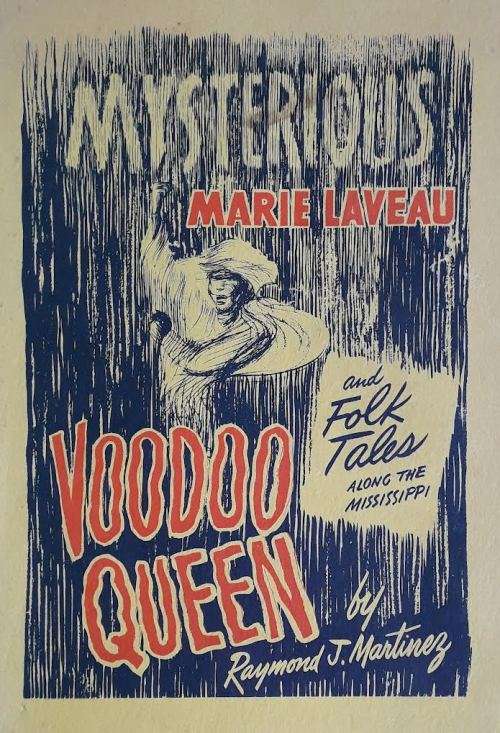 MYSTERIOUS
MARIE LAVEAU
VOODOO
QUEEN
and
Folk
Tales
ALONG THE
MISSISSIPPI
by
Raymond J. Martinez